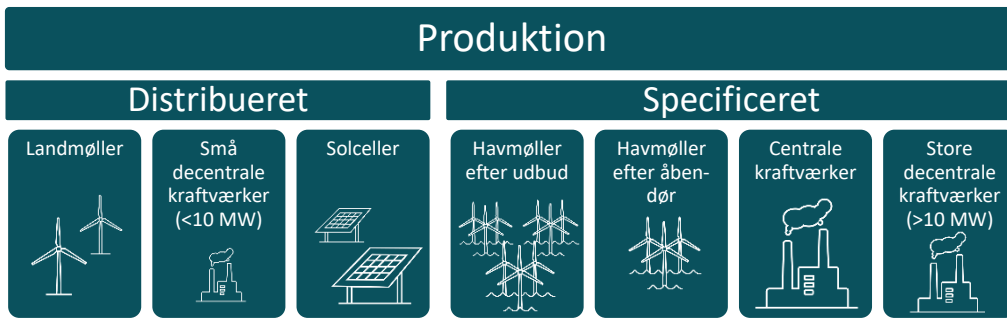 Produktion
Distribueret
Specificeret
Landmøller
Små
decentrale
kraftværker
(<10 MW)
Solceller
Havmøller
efter udbud
Havmøller
efter åben-
dør
Centrale
kraftværker
Store
decentrale
kraftværker
(>10 MW)